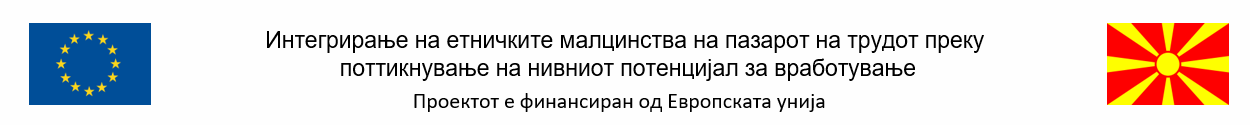 Интегрирање на етничките малцинства на пазарот на трудот преку
поттикнување на нивниот потенцијал за вработување
Проектот е финансиран од Европската унија